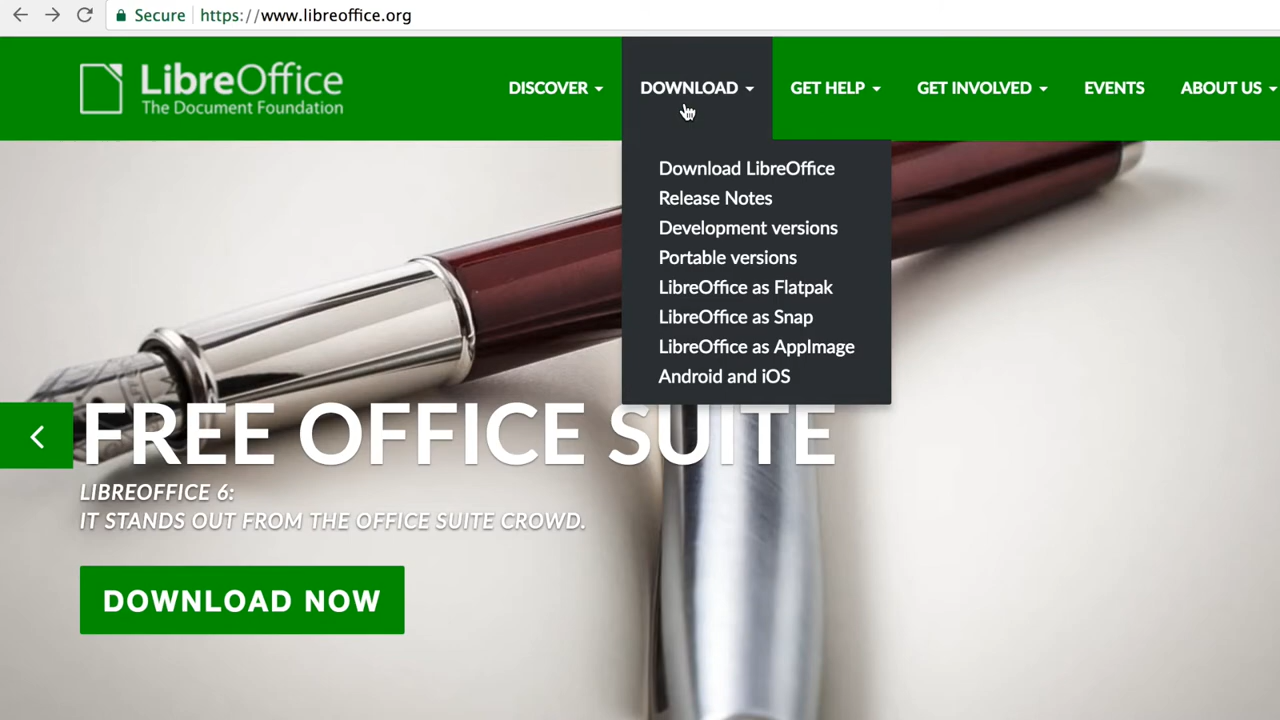 Secure https://www.libreoffice.org
LibreOffice
The Document Foundation
DISCOVER DOWNLOAD GET HELP GET INVOLVED EVENTS ABOUT US
Download LibreOffice
Release Notes
Development versions
Portable versions
LibreOffice as Flatpak
LibreOffice as Snap
LibreOffice as AppImage
Android and iOS
FREE OFFICE SUITE
LIBREOFFICE 6:
IT STANDS OUT FROM THE OFFICE SUITE CROWD.
DOWNLOAD NOW